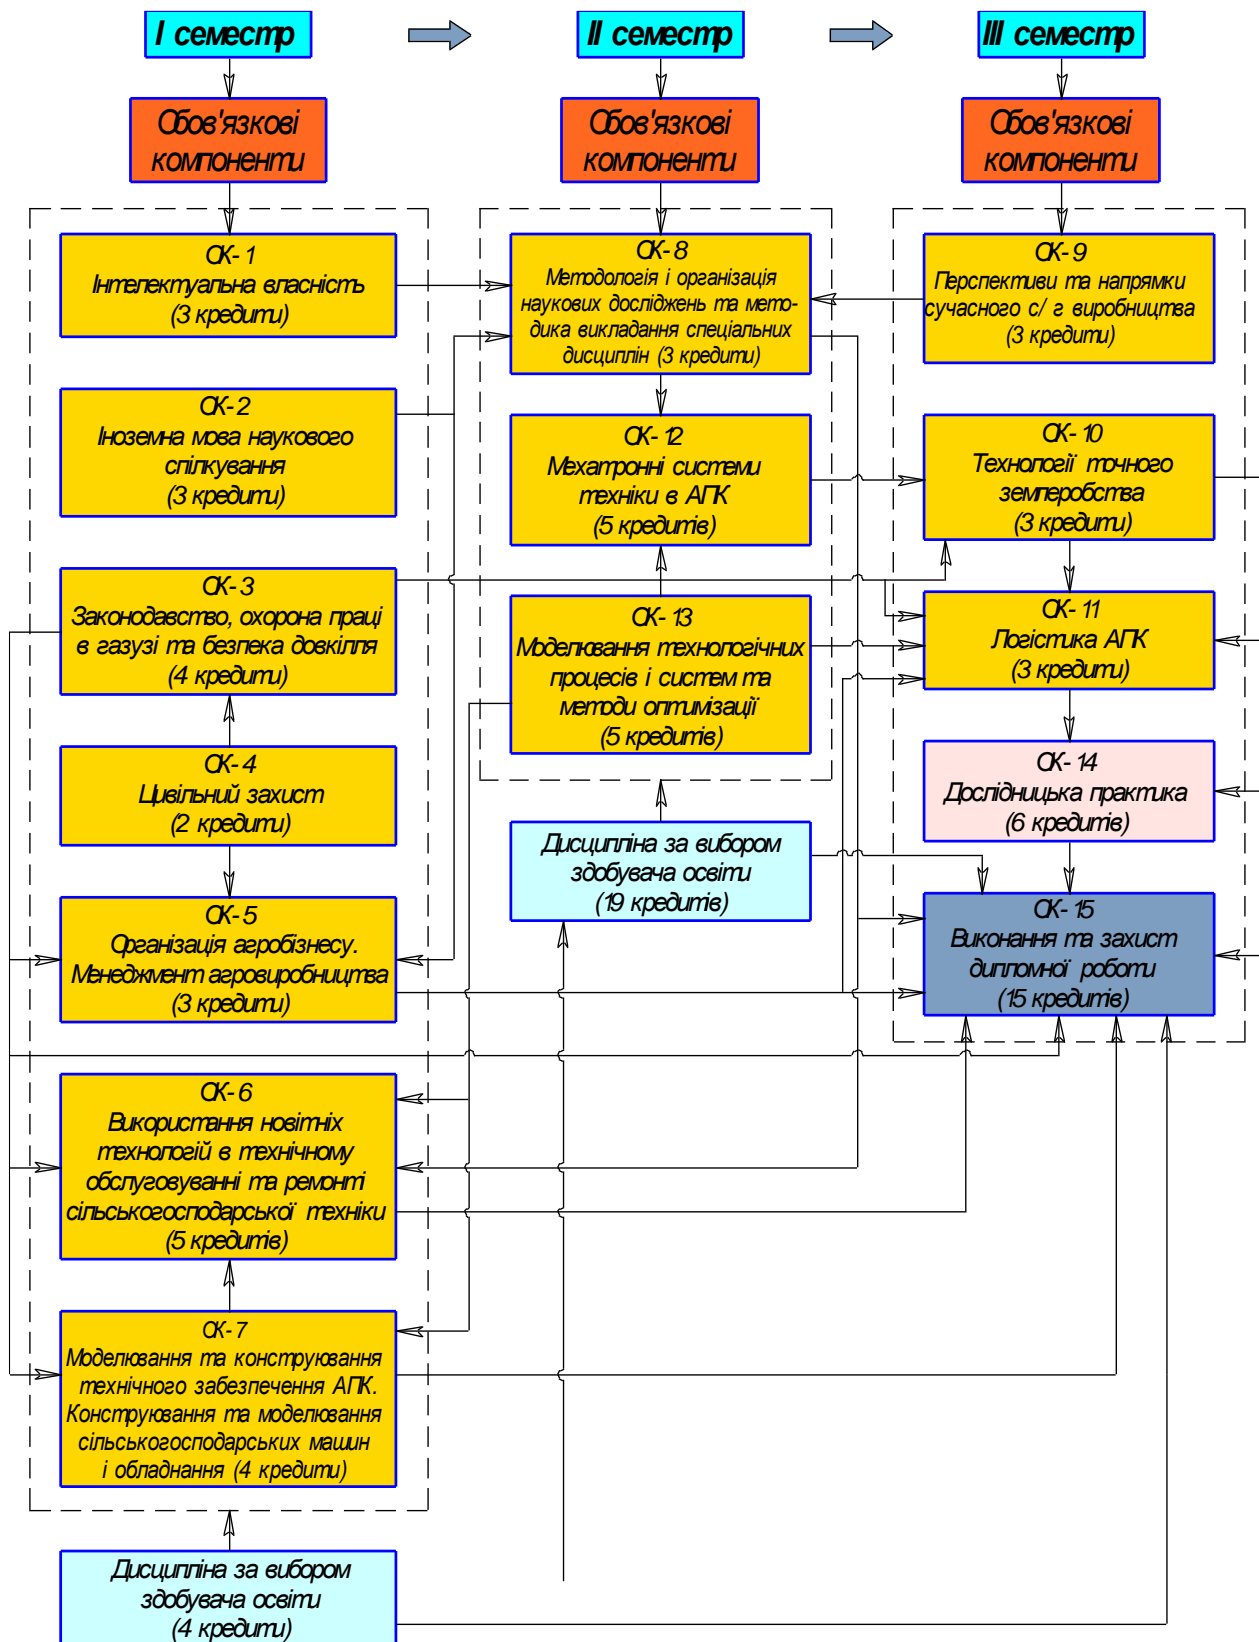 I семестр
II семестр
III семестр
Обов'язкові
компоненти
Обов'язкові
компоненти
Обов'язкові
компоненти
ОК- 1
Інтелектуальна власність
(3 кредити)
ОК- 2
Іноземна мова наукового
спілкування
(3 кредити)
ОК- 3
Законодавство, охорона праці
в газузі та безпека довкілля
(4 кредити)
ОК- 4
Цивільний захист
(2 кредити)
ОК- 5
Організація агробізнесу.
Менеджмент агровиробництва
(3 кредити)
ОК- 6
Використання новітніх
технологій в технічному
обслуговуванні та ремонті
сільськогосподарської техніки
(5 кредитів)
ОК- 7
Моделювання та конструювання
технічного забезпечення АПК.
Конструювання та моделювання
сільськогосподарських машин
і обладнання (4 кредити)
Дисципліна за вибором
здобувача освіти
(4 кредити)
ОК- 8
Методологія і організація
наукових досліджень та мето-
дика викладання спеціальних
дисциплін (3 кредити)
ОК- 12
Мехатронні системи
техніки в АПК
(5 кредитів)
ОК- 13
Моделювання технологічних
процесів і систем та
методи оптимізації
(5 кредитів)
Дисципліна за вибором
здобувача освіти
(19 кредитів)
ОК- 9
Перспективи та напрямки
сучасного с/ г виробництва
(3 кредити)
ОК- 10
Технології точного
землеробства
(3 кредити)
ОК- 11
Логістика АПК
(3 кредити)
ОК- 14
Дослідницька практика
(6 кредитів)
ОК- 15
Виконання та захист
дипломної роботи
(15 кредитів)